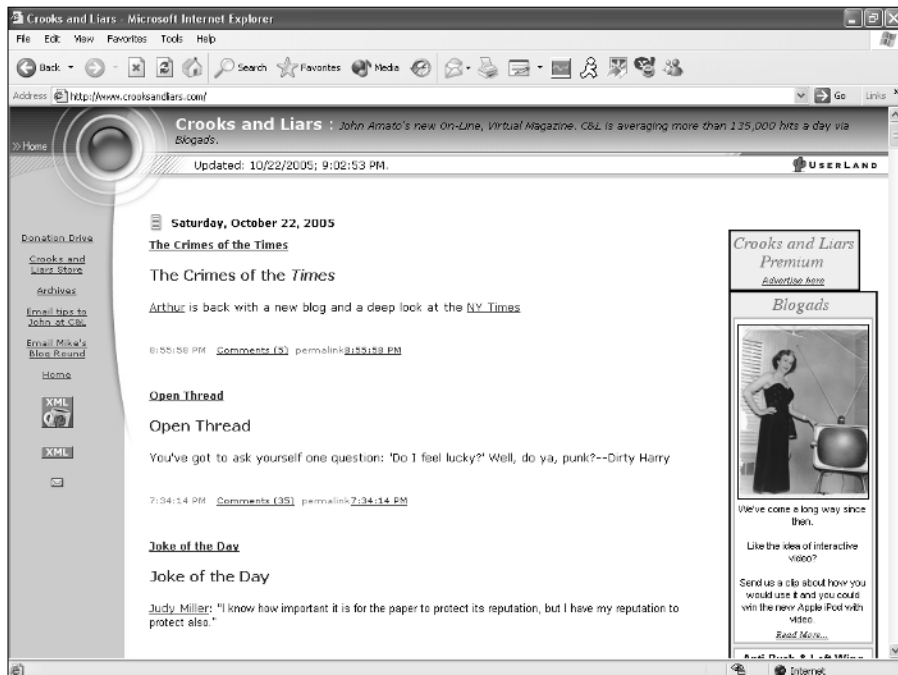 Crooks and Liars - Microsoft Internet Explorer
File Edit View Favorites Tools Help
Back Search Favorites Media
Address http://www.crooksandliars.com/ Go Links
Crooks and Liars : John Amato's new On-Line, Virtual Magazine. C&L is averaging more than 135,000 hits a day via
Blogads.
>> Home
Updated: 10/22/2005; 9:02:53 PM.
USERLAND
Donation Drive
Crooks and
Liars Store
Archives
Email tips to
John at C&L
Email Mike's
Blog Round
Home
XML
XML
Saturday, October 22, 2005
The Crimes of the Times
The Crimes of the Times
Arthur is back with a new blog and a deep look at the NY Times
8:55:58 PM Comments (5) permalink8:55:58 PM
Open Thread
Open Thread
You've got to ask yourself one question: 'Do I feel lucky?' Well, do ya, punk?--Dirty Harry
7:34:14 PM Comments (35) permalink7:34:14 PM
Joke of the Day
Joke of the Day
Judy Miller: "I know how important it is for the paper to protect its reputation, but I have my reputation to
protect also."
Crooks and Liars
Premium
Advertise here
Blogads
We've come a long way since
then.
Like the idea of interactive
video?
Send us a clip about how you
would use it and you could
win the new Apple iPod with
video.
Read More...
Anti-Bush & Left Wing
Internet